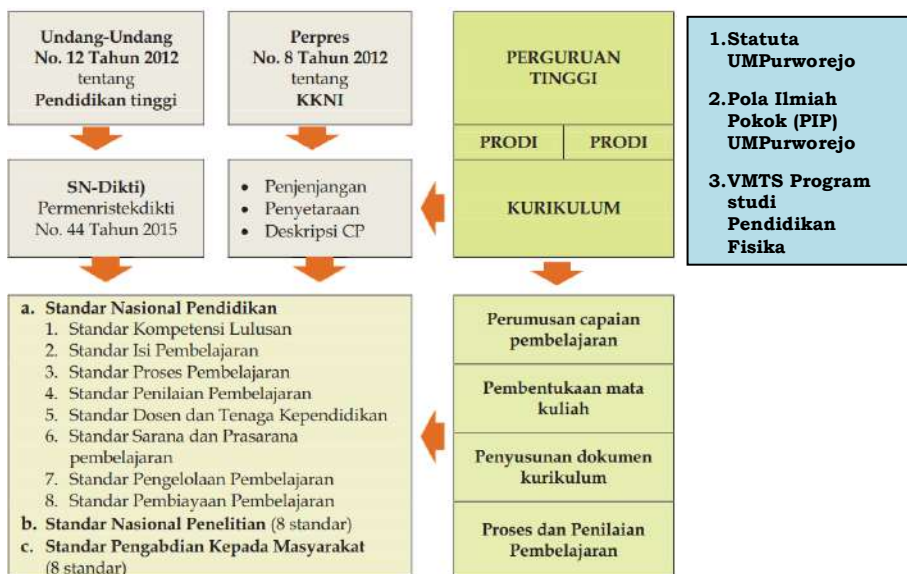 Undang-Undang
No. 12 Tahun 2012
tentang
Pendidikan tinggi
Perpres
No. 8 Tahun 2012
tentang
KKNI
PERGURUAN
TINGGI
PRODI
PRODI
KURIKULUM
1.Statuta
UMPurworejo
2.Pola Ilmiah
Pokok (PIP)
UMPurworejo
3.VMTS Program
studi
Pendidikan
Fisika
SN-Dikti)
Permenristekdikti
No. 44 Tahun 2015
• Penjenjangan
• Penyetaraan
• Deskripsi CP
a. Standar Nasional Pendidikan
1. Standar Kompetensi Lulusan
2. Standar Isi Pembelajaran
3. Standar Proses Pembelajaran
4. Standar Penilaian Pembelajaran
5. Standar Dosen dan Tenaga Kependidikan
6. Standar Sarana dan Prasarana
pembelajaran
7. Standar Pengelolaan Pembelajaran
8. Standar Pembiayaan Pembelajaran
b. Standar Nasional Penelitian (8 standar)
c. Standar Pengabdian Kepada Masyarakat
(8 standar)
Perumusan capaian
pembelajaran
Pembentukaan mata
kuliah
Penyusunan dokumen
kurikulum
Proses dan Penilaian
Pembelajaran